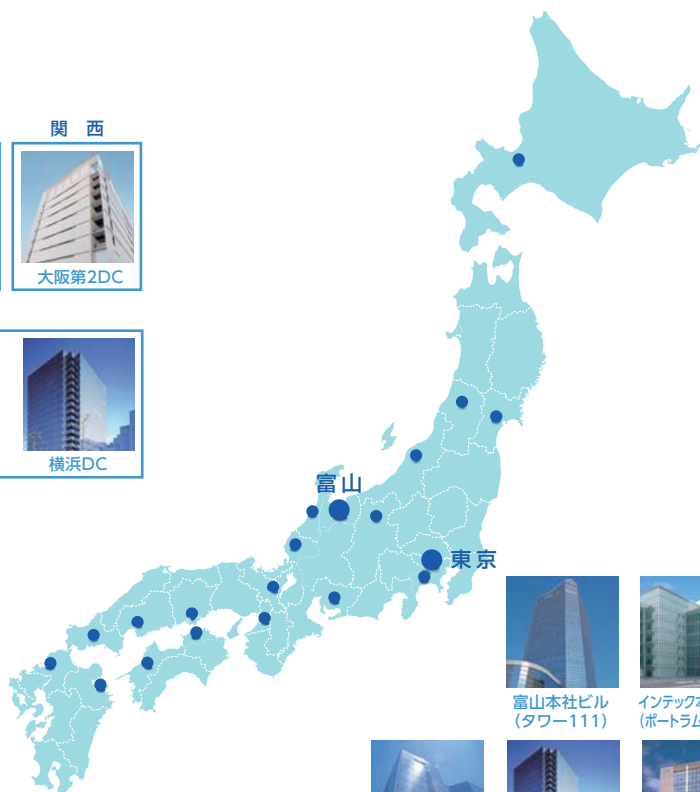 関 西
大阪第2DC
横浜DC
富山
東京
富山本社ビル
(タワー111)
インテック
(ポートラム